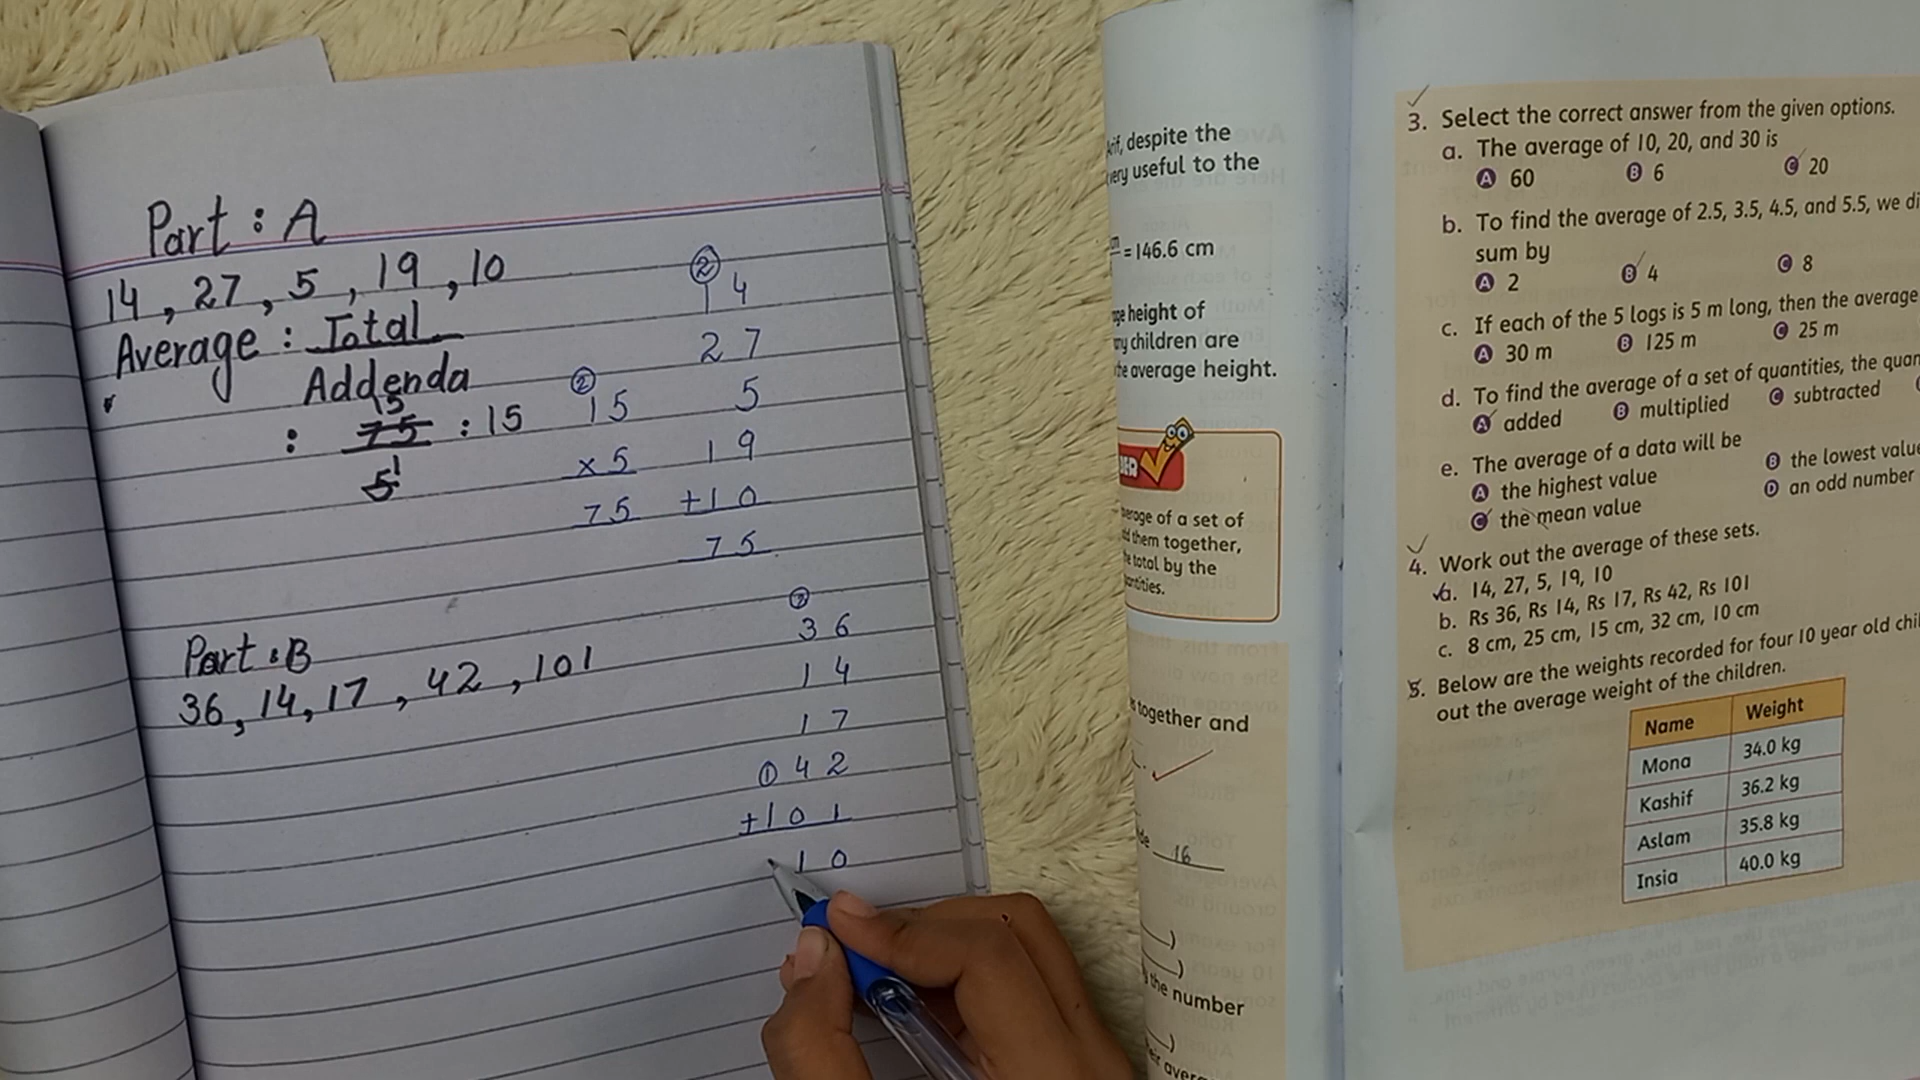 Part : A
14 , 27 , 5 , 19 , 10
Average : Total
Addenda
15
: 75 : 15
5 1
2
15
x 5
75
2
14
27
5
19
+10
75
Part : B
36 , 14 , 17 , 42 , 101
2
36
14
17
1
042
+101
10
despite the
very useful to the
= 146.6 cm
height of
children are
average height.
of a set of
them together,
total by the
together and
16
the number
3. Select the correct answer from the given options.
a. The average of 10, 20, and 30 is
A 60 B 6 C 20
b. To find the average of 2.5, 3.5, 4.5, and 5.5, we di
sum by
A 2 B 4 C 8
c. If each of the 5 logs is 5 m long, then the average
A 30 m B 125 m C 25 m
d. To find the average of a set of quantities, the quan
A added B multiplied C subtracted
e. The average of a data will be
A the highest value B the lowest value
C the mean value D an odd number
4. Work out the average of these sets.
a. 14, 27, 5, 19, 10
b. Rs 36, Rs 14, Rs 17, Rs 42, Rs 101
c. 8 cm, 25 cm, 15 cm, 32 cm, 10 cm
5. Below are the weights recorded for four 10 year old chil
out the average weight of the children.
Name Weight
Mona 34.0 kg
Kashif 36.2 kg
Aslam 35.8 kg
Insia 40.0 kg